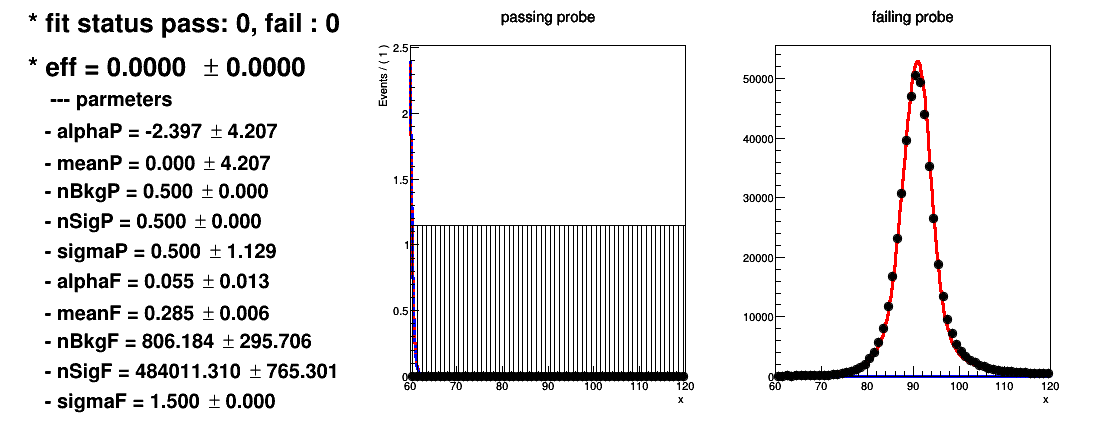 * fit status pass: 0, fail : 0
* eff = 0.0000 ± 0.0000
--- parmeters
- alphaP = -2.397 ± 4.207
- meanP = 0.000 ± 4.207
- nBkgP = 0.500 ± 0.000
- nSigP = 0.500 ± 0.000
- sigmaP = 0.500 ± 1.129
- alphaF = 0.055 ± 0.013
- meanF = 0.285 ± 0.006
- nBkgF = 806.184 ± 295.706
- nSigF = 484011.310 ± 765.301
- sigmaF = 1.500 ± 0.000
passing probe
Events / ( 1 )
2.5
2
1.5
1
0.5
0
60 70 80 90 100 110 120
x
failing probe
50000
40000
30000
20000
10000
0
60 70 80 90 100 110 120
x